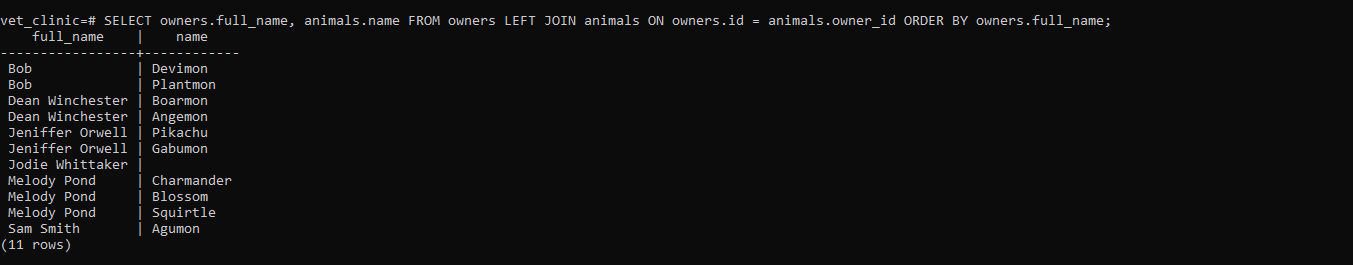 vet_clinic=# SELECT owners.full_name, animals.name FROM owners LEFT JOIN animals ON owners.id = animals.owner_id ORDER BY owners.full_name;
    full_name    |    name
-----------------+------------
 Bob             | Devimon
 Bob             | Plantmon
 Dean Winchester | Boarmon
 Dean Winchester | Angemon
 Jeniffer Orwell | Pikachu
 Jeniffer Orwell | Gabumon
 Jodie Whittaker |
 Melody Pond     | Charmander
 Melody Pond     | Blossom
 Melody Pond     | Squirtle
 Sam Smith       | Agumon
(11 rows)